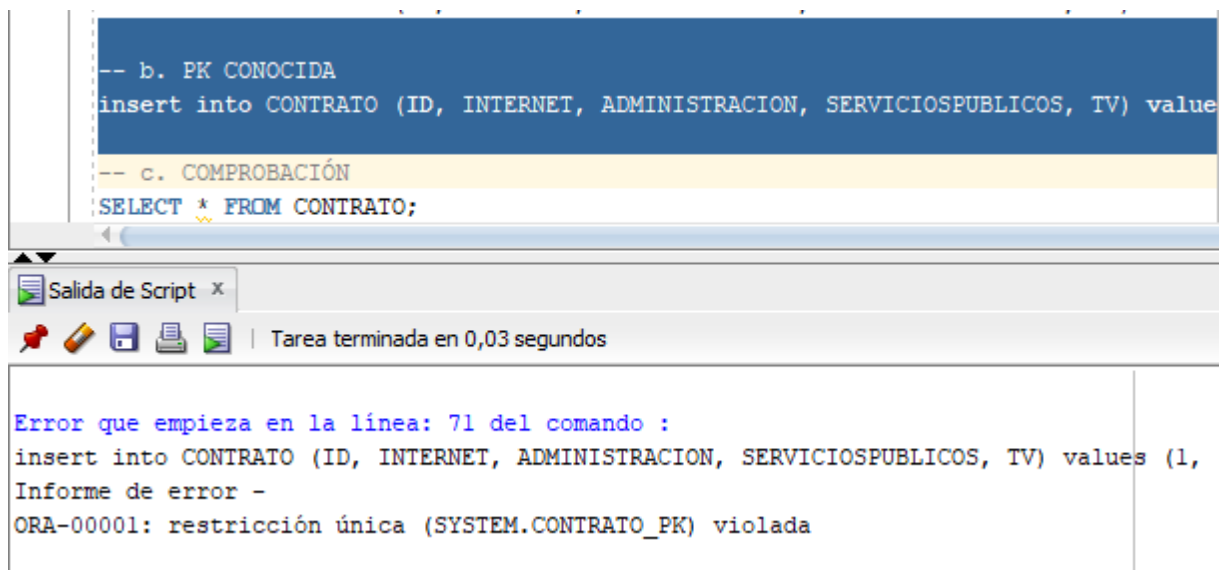 -- b. PK CONOCIDA
insert into CONTRATO (ID, INTERNET, ADMINISTRACION, SERVICIOSPUBLICOS, TV) value
-- c. COMPROBACIÓN
SELECT * FROM CONTRATO;
Salida de Script x
Tarea terminada en 0,03 segundos
Error que empieza en la línea: 71 del comando :
insert into CONTRATO (ID, INTERNET, ADMINISTRACION, SERVICIOSPUBLICOS, TV) values (1,
Informe de error -
ORA-00001: restricción única (SYSTEM.CONTRATO_PK) violada